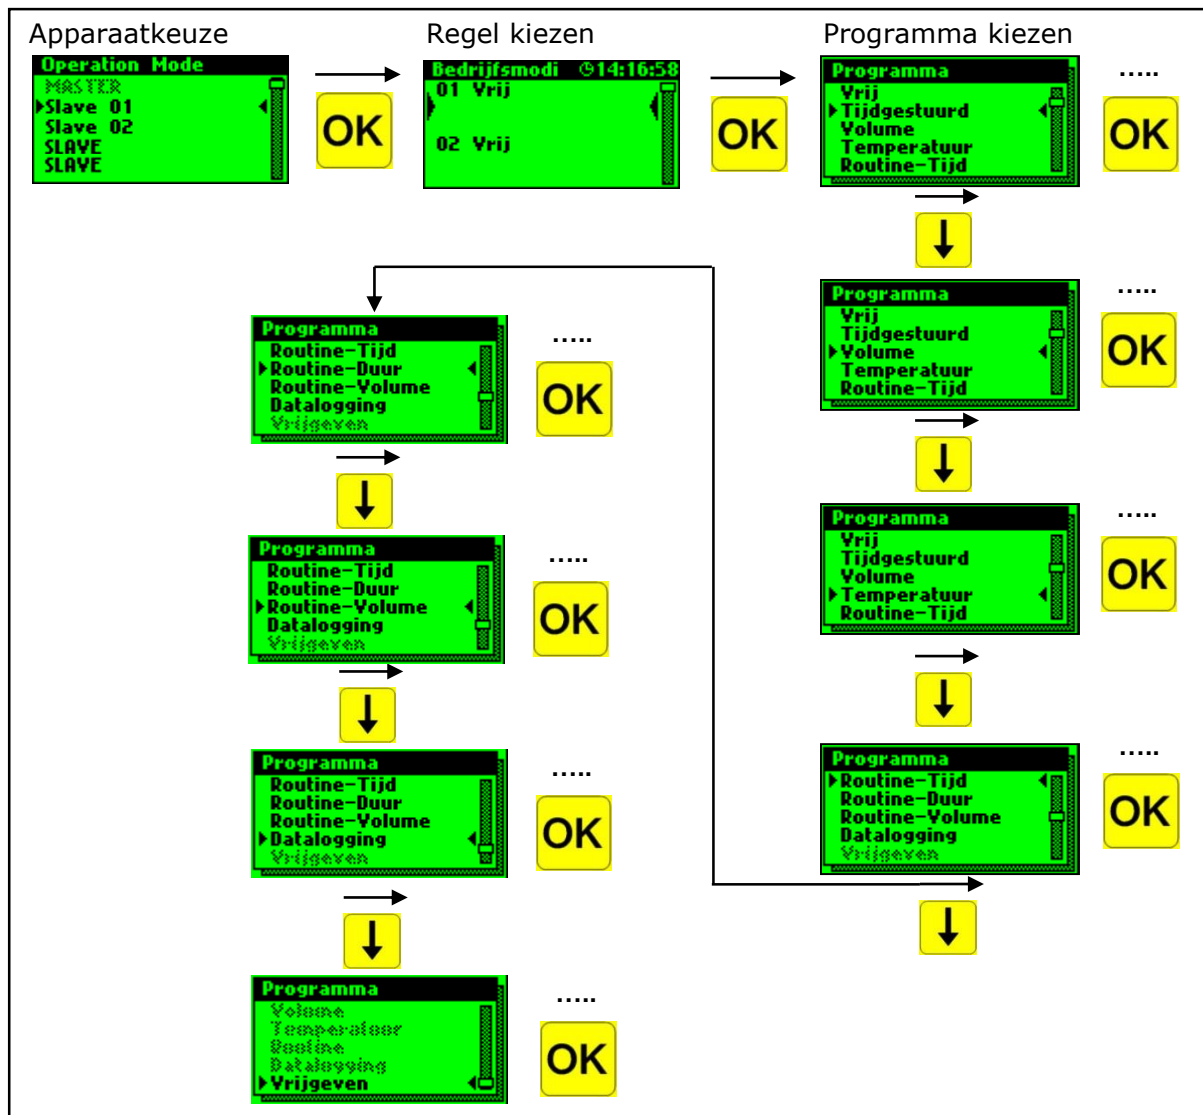 Apparaatkeuze
Operation Mode
MASTER
Slave 01
Slave 02
SLAVE
SLAVE
OK
Regel kiezen
Bedrijfsmodi 14:16:58
01 Vrij
02 Vrij
OK
Programma kiezen
Programma
Vrij
Tijdgestuurd
Volume
Temperatuur
Routine-Tijd
.....
OK
Programma
Vrij
Tijdgestuurd
Volume
Temperatuur
Routine-Tijd
.....
OK
Programma
Vrij
Tijdgestuurd
Volume
Temperatuur
Routine-Tijd
.....
OK
Programma
Routine-Tijd
Routine-Duur
Routine-Volume
Datalogging
Vrijgeven
.....
OK
Programma
Routine-Tijd
Routine-Duur
Routine-Volume
Datalogging
Vrijgeven
.....
OK
Programma
Routine-Tijd
Routine-Duur
Routine-Volume
Datalogging
Vrijgeven
.....
OK
Programma
Routine-Tijd
Routine-Duur
Routine-Volume
Datalogging
Vrijgeven
.....
OK
Programma
Volume
Temperatuur
Routine
Datalogging
Vrijgeven
.....
OK